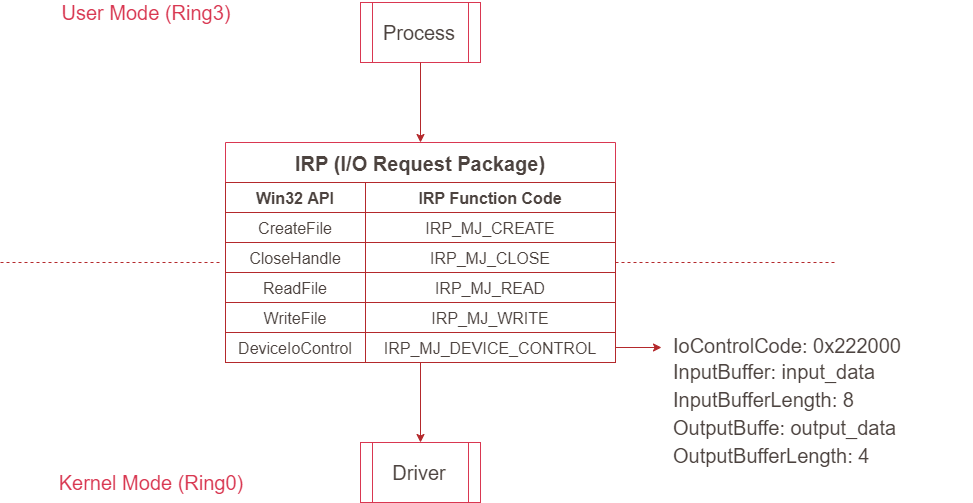 User Mode (Ring3)
Process
IRP (I/O Request Package)
Win32 API IRP Function Code
CreateFile IRP_MJ_CREATE
CloseHandle IRP_MJ_CLOSE
ReadFile IRP_MJ_READ
WriteFile IRP_MJ_WRITE
DeviceIoControl IRP_MJ_DEVICE_CONTROL
IoControlCode: 0x222000
InputBuffer: input_data
InputBufferLength: 8
OutputBuffe: output_data
OutputBufferLength: 4
Driver
Kernel Mode (Ring0)